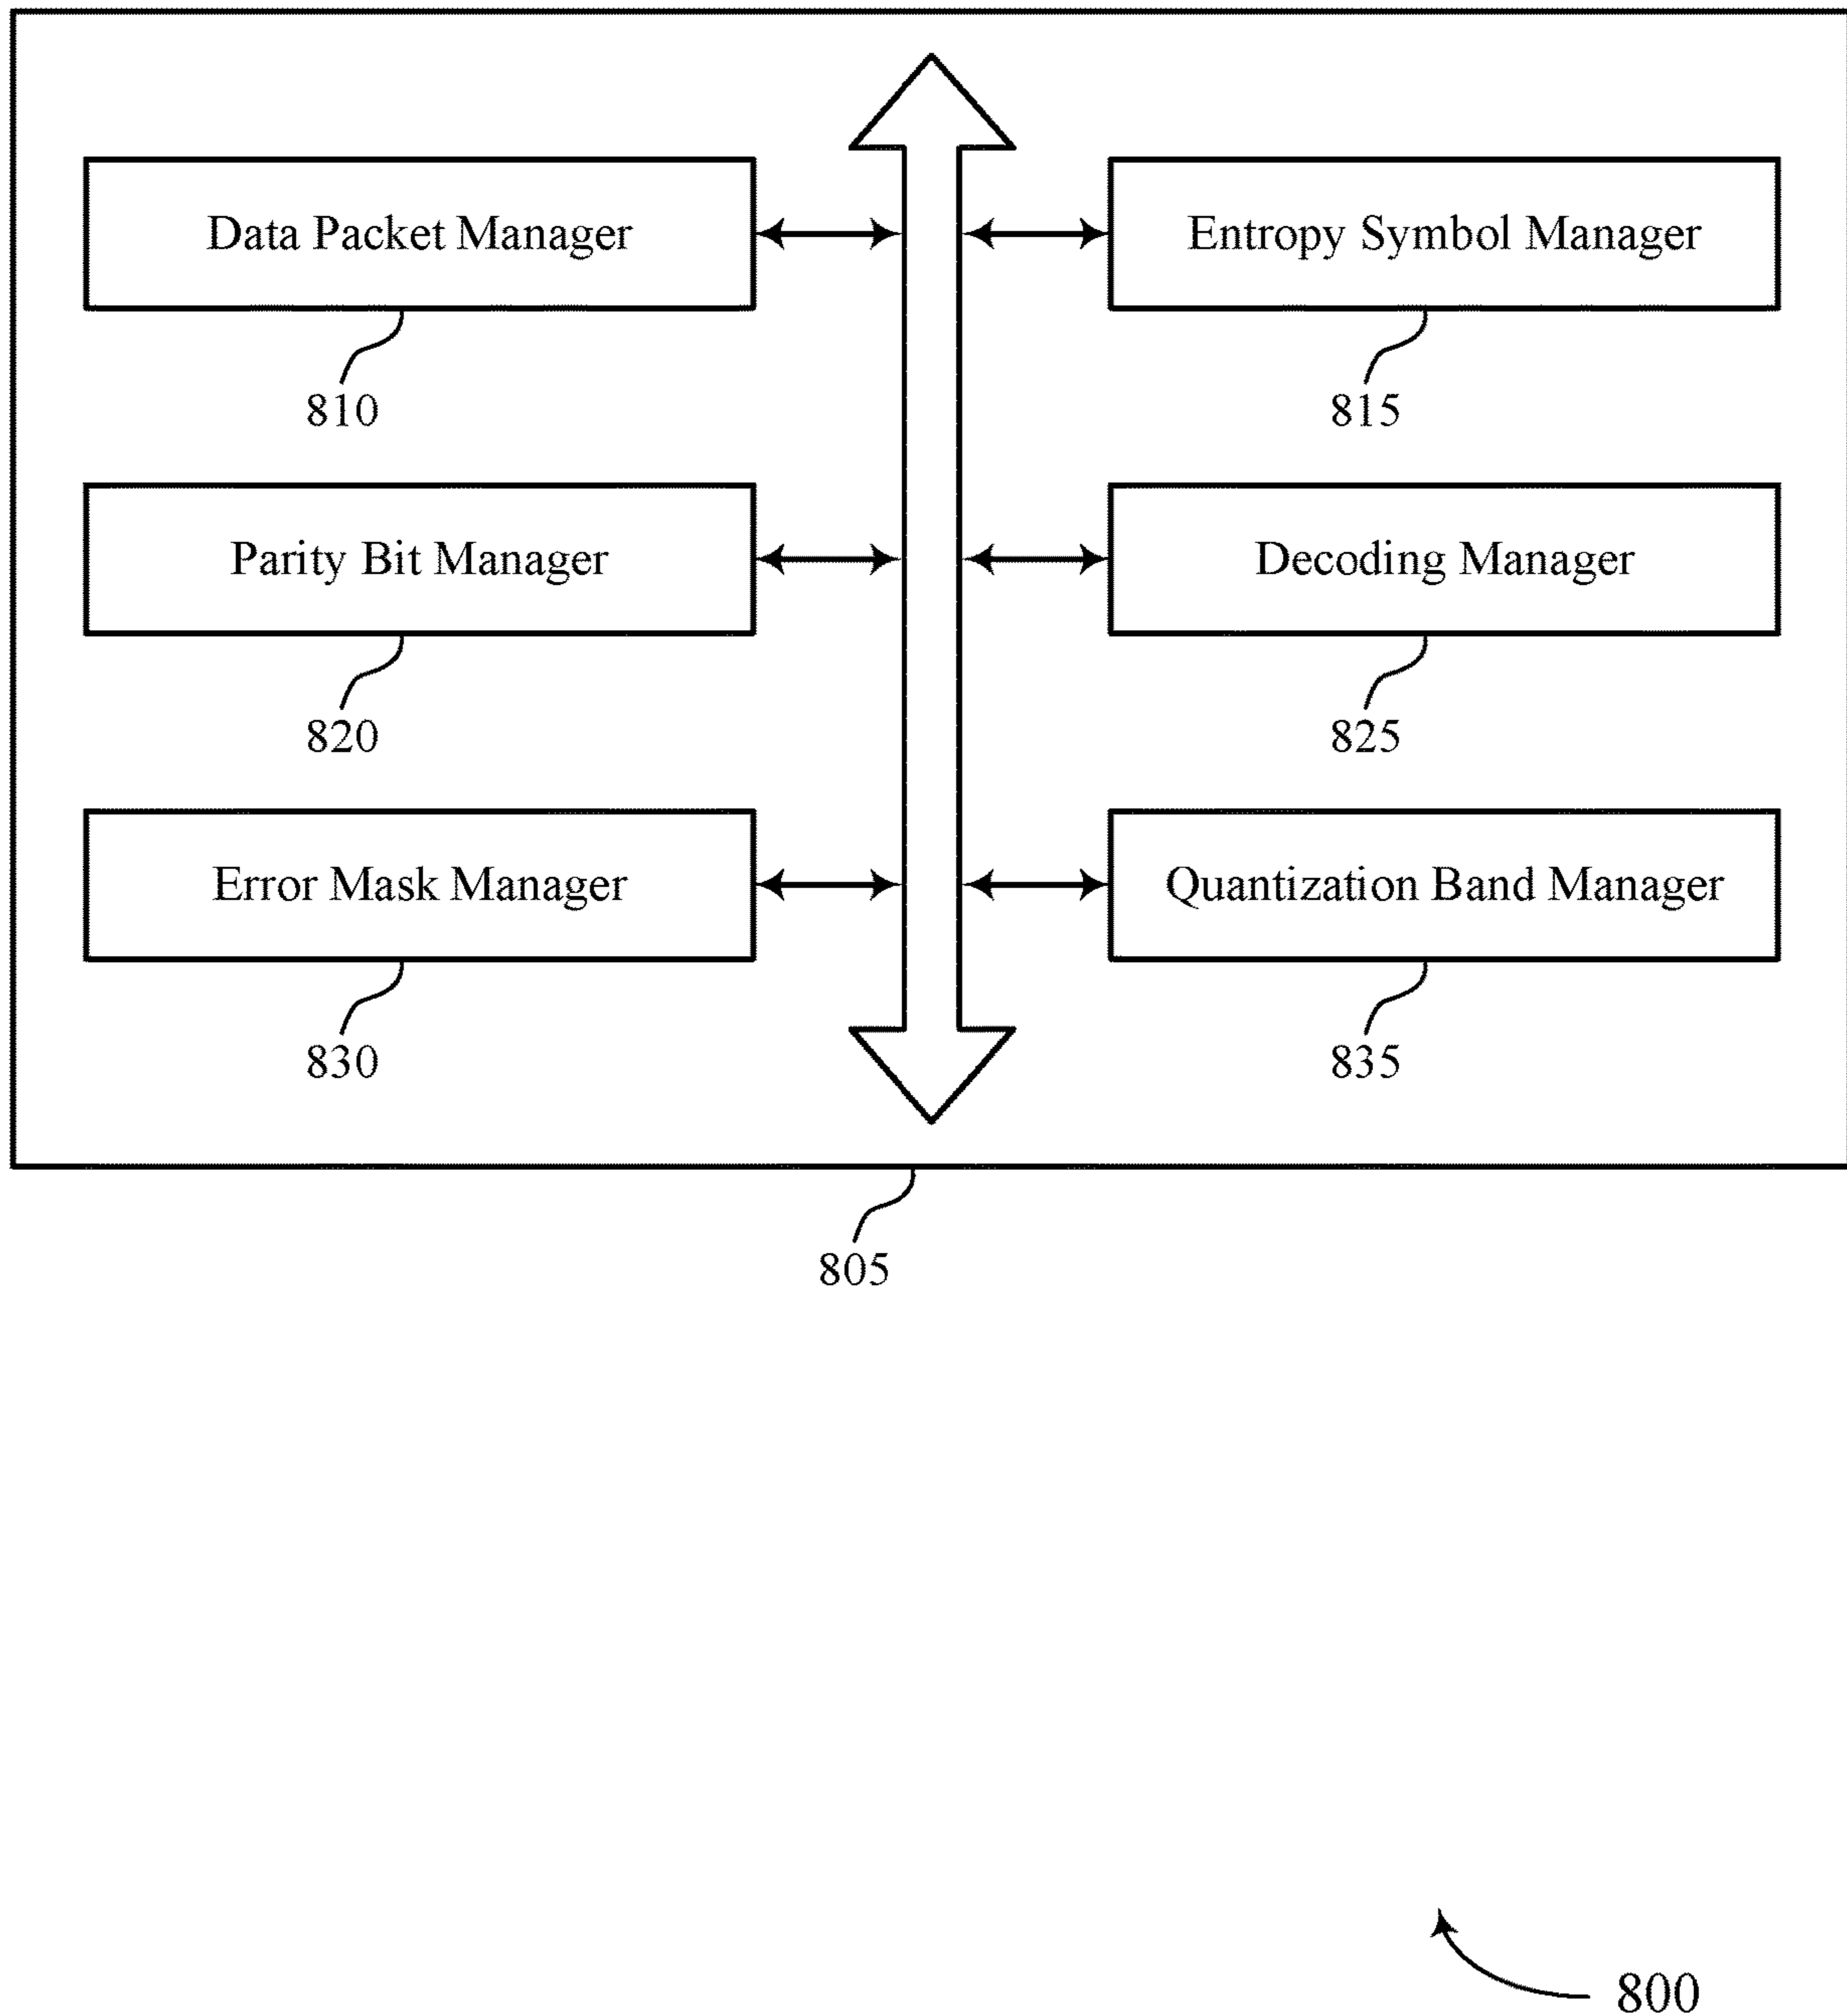 Data Packet Manager
Entropy Symbol Manager
810
815
Parity Bit Manager
Decoding Manager
820
825
Error Mask Manager
Quantization Band Manager
830
835
805
800